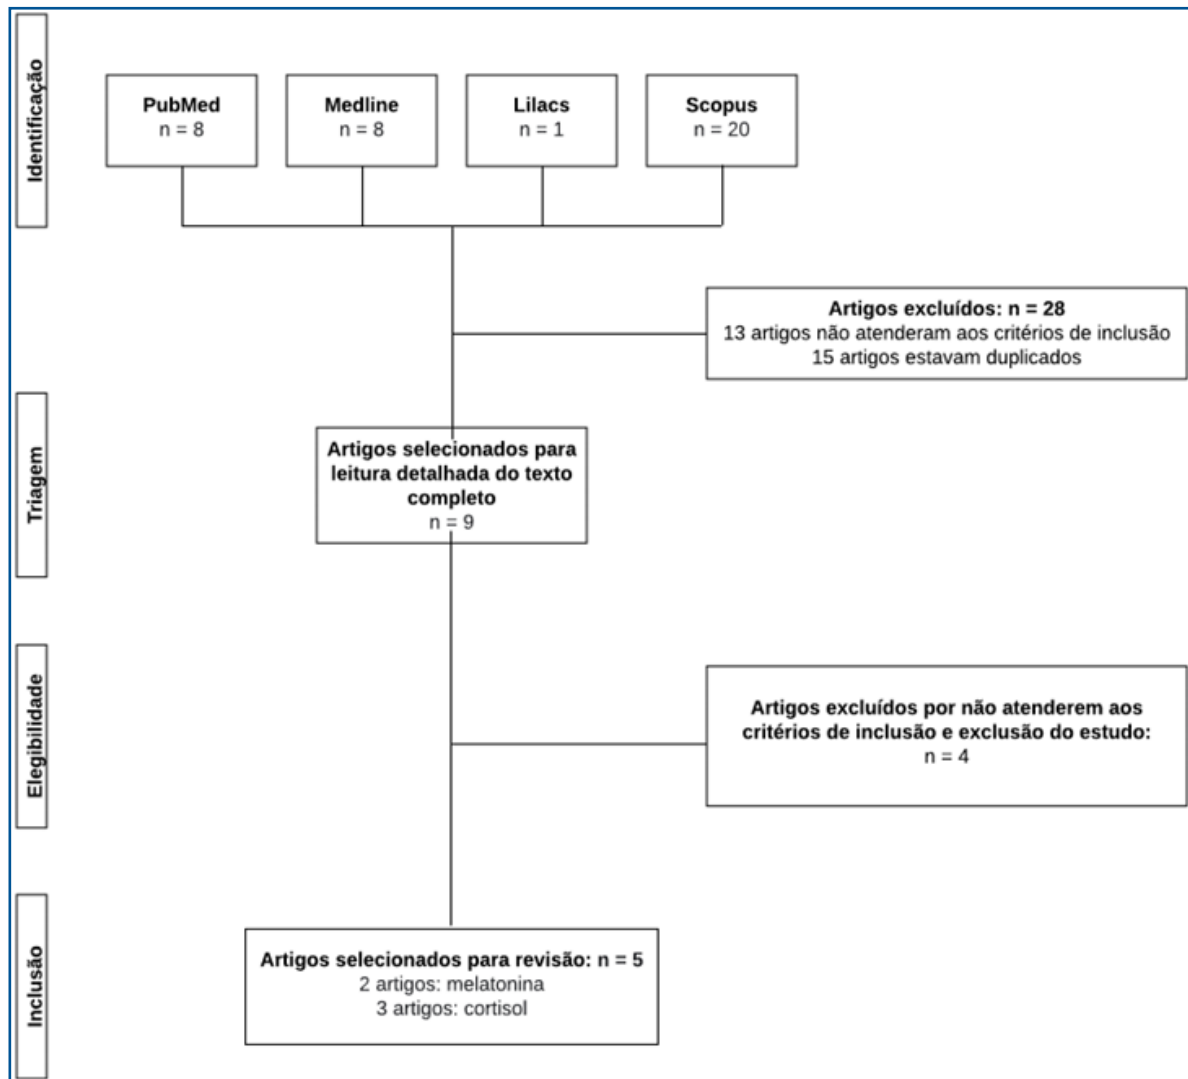 Identificação
PubMed
n = 8
Medline
n = 8
Lilacs
n = 1
Scopus
n = 20
Artigos excluídos: n = 28
13 artigos não atenderam aos critérios de inclusão
15 artigos estavam duplicados
Triagem
Artigos selecionados para
leitura detalhada do texto
completo
n = 9
Elegibilidade
Artigos excluídos por não atenderem aos
critérios de inclusão e exclusão do estudo:
n = 4
Inclusão
Artigos selecionados para revisão: n = 5
2 artigos: melatonina
3 artigos: cortisol